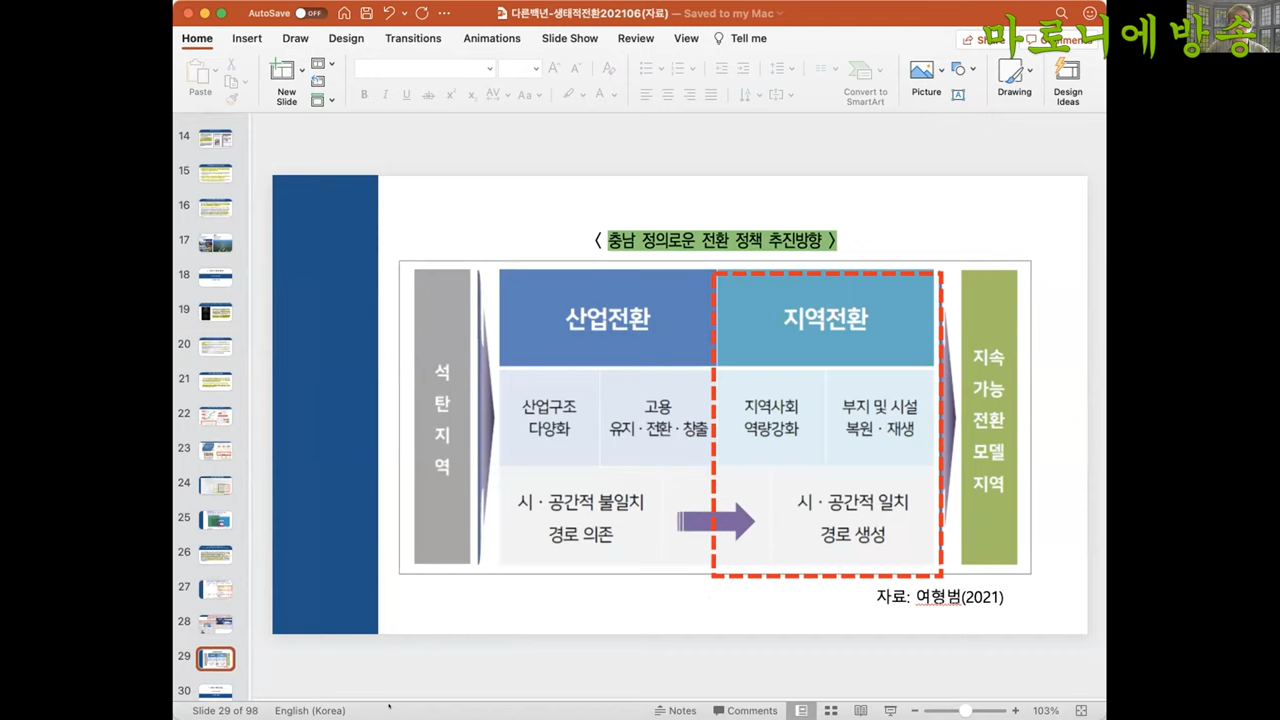 AutoSave OFF
다른백년-생태적전환202106(자료) — Saved to my Mac
마로니에방송
Home Insert Draw Design Transitions Animations Slide Show Review View Tell me
Share Comments
Paste
New
Slide
Convert to
SmartArt
Picture
Drawing
Design
Ideas
14
15
16
17
18
19
20
21
22
23
24
25
26
27
28
29
30
〈 충남 정의로운 전환 정책 추진방향 〉
석
탄
지
역
산업전환
지역전환
산업구조
다양화
고용
유지·전환·창출
지역사회
역량강화
부지 및 시설
복원·재생
시·공간적 불일치
경로 의존
시·공간적 일치
경로 생성
지속
가능
전환
모델
지역
자료: 여형범(2021)
Slide 29 of 98 English (Korea) Notes Comments 103%